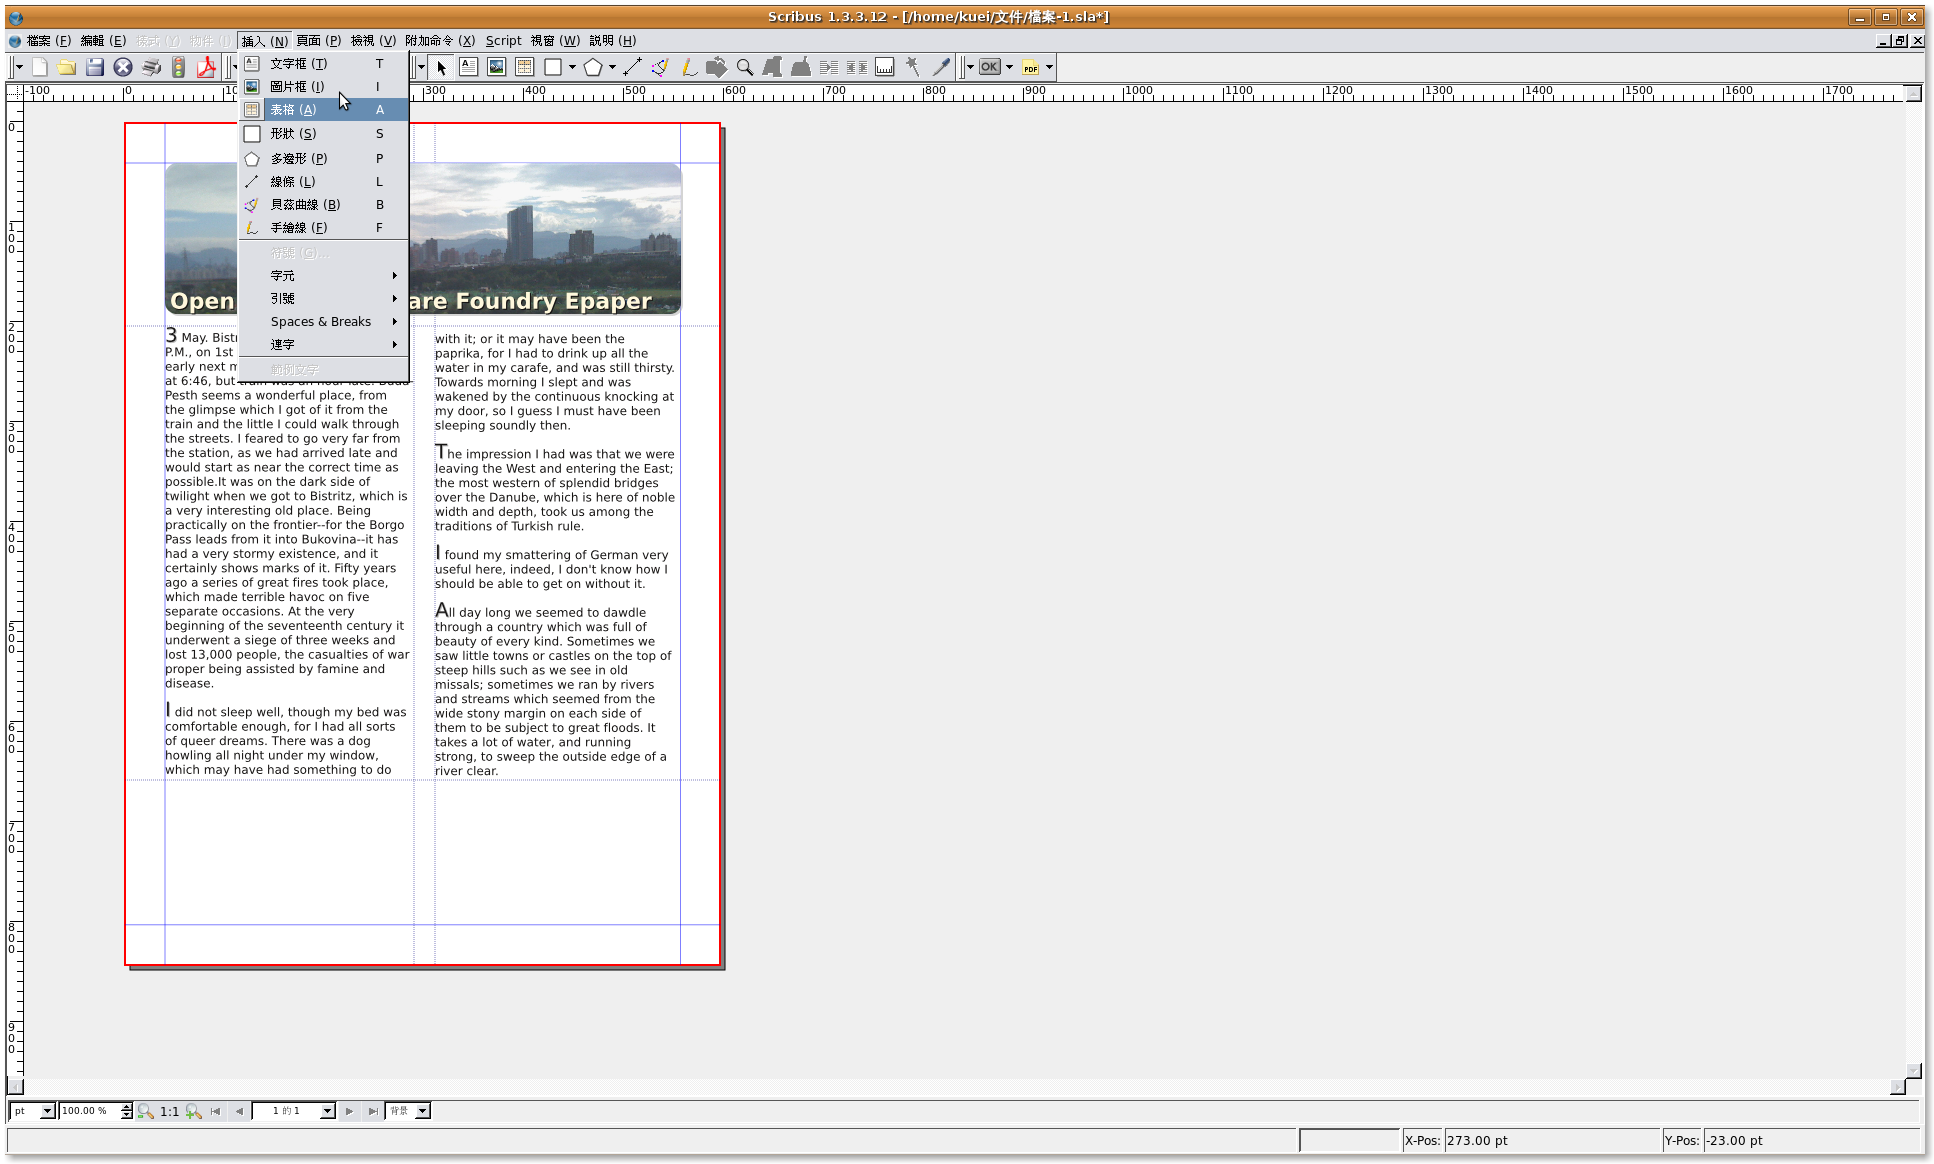 Scribus 1.3.3.12 - [/home/kuei/文件/檔案-1.sla*]
檔案 (F) 編輯 (E) 樣式 (Y) 物件 (I) 插入 (N) 頁面 (P) 檢視 (V) 附加命令 (X) Script 視窗 (W) 說明 (H)
OK PDF
-100 0 300 400 500 600 700 800 900 1000 1100 1200 1300 1400 1500 1600 1700
0
100
200
300
400
500
600
700
800
900
文字框 (T) T
圖片框 (I) I
表格 (A) A
形狀 (S) S
多邊形 (P) P
線條 (L) L
貝茲曲線 (B) B
手繪線 (F) F
符號 (G)...
字元
引號
Spaces & Breaks
連字
範例文字
Open
are Foundry Epaper
3 May. Bistr
P.M., on 1st
early next m
at 6:46, but train was an hour late. Buda
Pesth seems a wonderful place, from
the glimpse which I got of it from the
train and the little I could walk through
the streets. I feared to go very far from
the station, as we had arrived late and
would start as near the correct time as
possible.It was on the dark side of
twilight when we got to Bistritz, which is
a very interesting old place. Being
practically on the frontier--for the Borgo
Pass leads from it into Bukovina--it has
had a very stormy existence, and it
certainly shows marks of it. Fifty years
ago a series of great fires took place,
which made terrible havoc on five
separate occasions. At the very
beginning of the seventeenth century it
underwent a siege of three weeks and
lost 13,000 people, the casualties of war
proper being assisted by famine and
disease.
I did not sleep well, though my bed was
comfortable enough, for I had all sorts
of queer dreams. There was a dog
howling all night under my window,
which may have had something to do
with it; or it may have been the
paprika, for I had to drink up all the
water in my carafe, and was still thirsty.
Towards morning I slept and was
wakened by the continuous knocking at
my door, so I guess I must have been
sleeping soundly then.
The impression I had was that we were
leaving the West and entering the East;
the most western of splendid bridges
over the Danube, which is here of noble
width and depth, took us among the
traditions of Turkish rule.
I found my smattering of German very
useful here, indeed, I don't know how I
should be able to get on without it.
All day long we seemed to dawdle
through a country which was full of
beauty of every kind. Sometimes we
saw little towns or castles on the top of
steep hills such as we see in old
missals; sometimes we ran by rivers
and streams which seemed from the
wide stony margin on each side of
them to be subject to great floods. It
takes a lot of water, and running
strong, to sweep the outside edge of a
river clear.
pt 100.00 % 1:1 1 的 1 背景
X-Pos: 273.00 pt Y-Pos: -23.00 pt